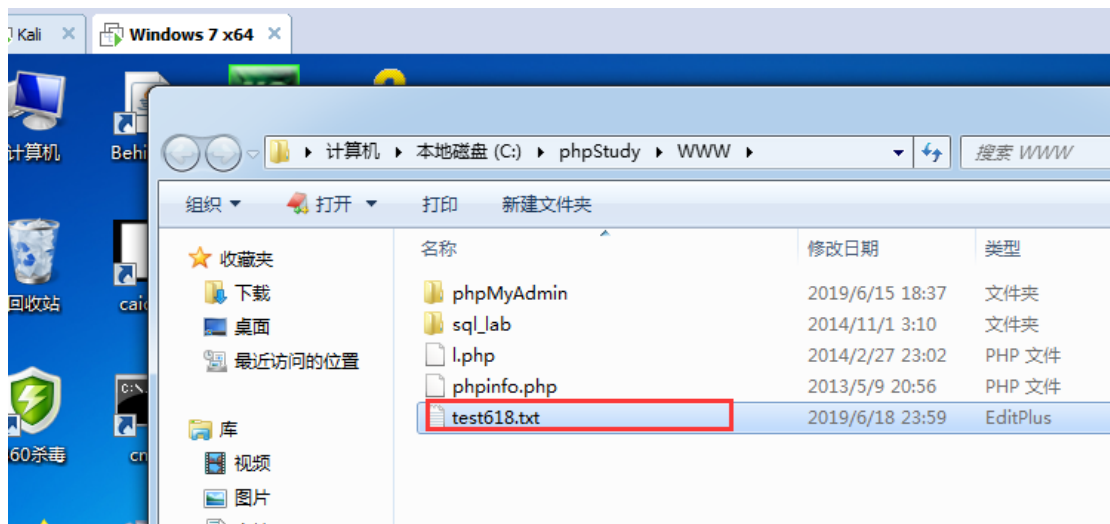 Kali
Windows 7 x64
计算机
Behi
计算机 本地磁盘 (C:) phpStudy WWW
搜索 WWW
组织 打开 打印 新建文件夹
收藏夹
下载
桌面
最近访问的位置
库
视频
图片
回收站
caid
C:\
60杀毒
cn
名称 修改日期 类型
phpMyAdmin 2019/6/15 18:37 文件夹
sql_lab 2014/11/1 3:10 文件夹
l.php 2014/2/27 23:02 PHP 文件
phpinfo.php 2013/5/9 20:56 PHP 文件
test618.txt 2019/6/18 23:59 EditPlus